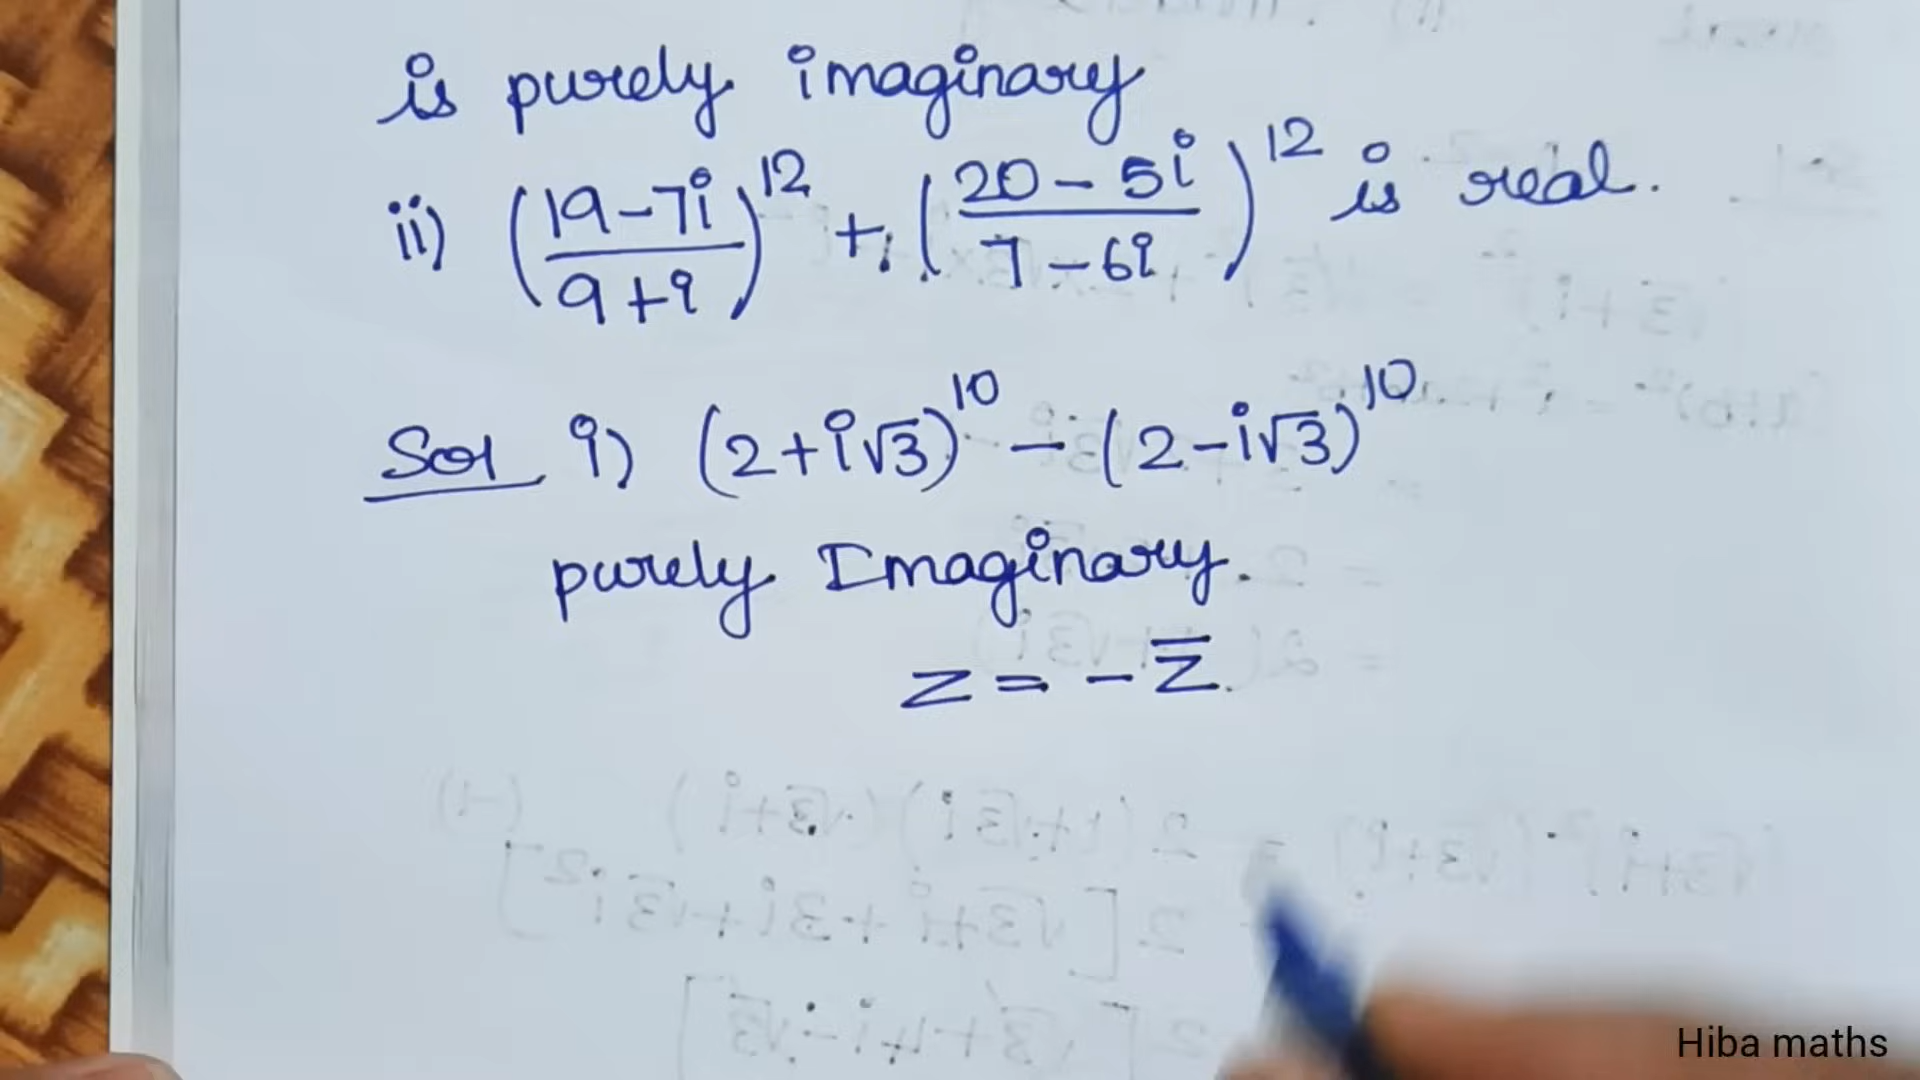 is purely imaginary
ii) ((19-7i)/(9+i))^12 + ((20-5i)/(7-6i))^12 is real.
Sol i) (2+i√3)^10 - (2-i√3)^10
purely Imaginary.
z = - z̅
Hiba maths